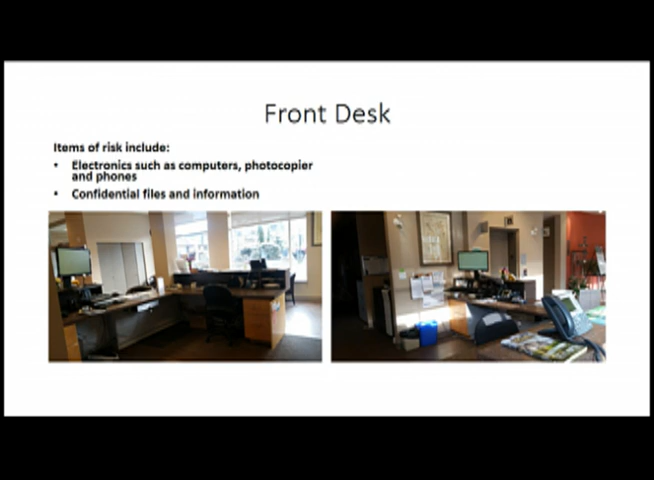 Front Desk
Items of risk include:
• Electronics such as computers, photocopier
and phones
• Confidential files and information